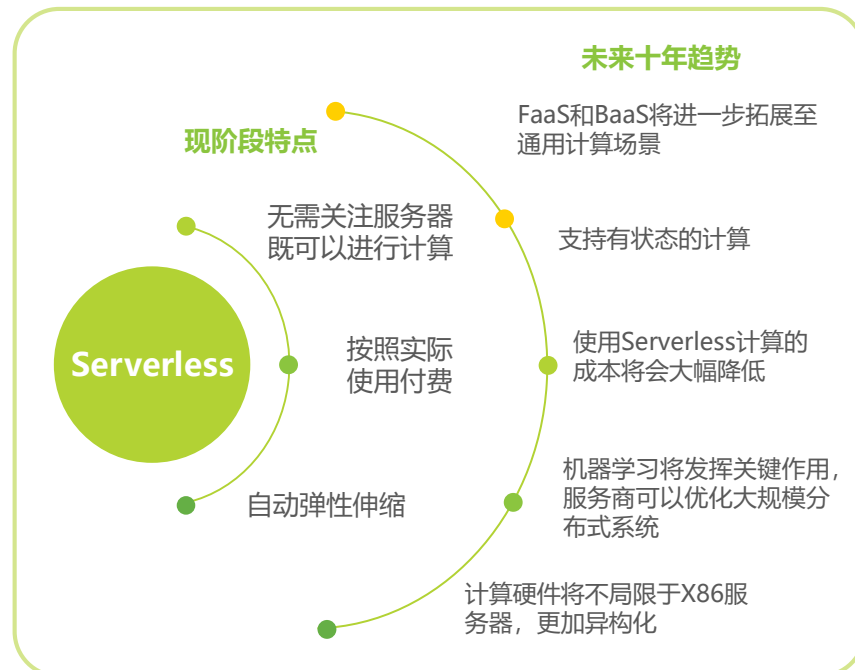 未来十年趋势
FaaS和BaaS将进一步拓展至
通用计算场景
现阶段特点
无需关注服务器
既可以进行计算
支持有状态的计算
Serverless
按照实际
使用付费
使用Serverless计算的
成本将会大幅降低
机器学习将发挥关键作用，
服务商可以优化大规模分
布式系统
自动弹性伸缩
计算硬件将不局限于X86服
务器，更加异构化